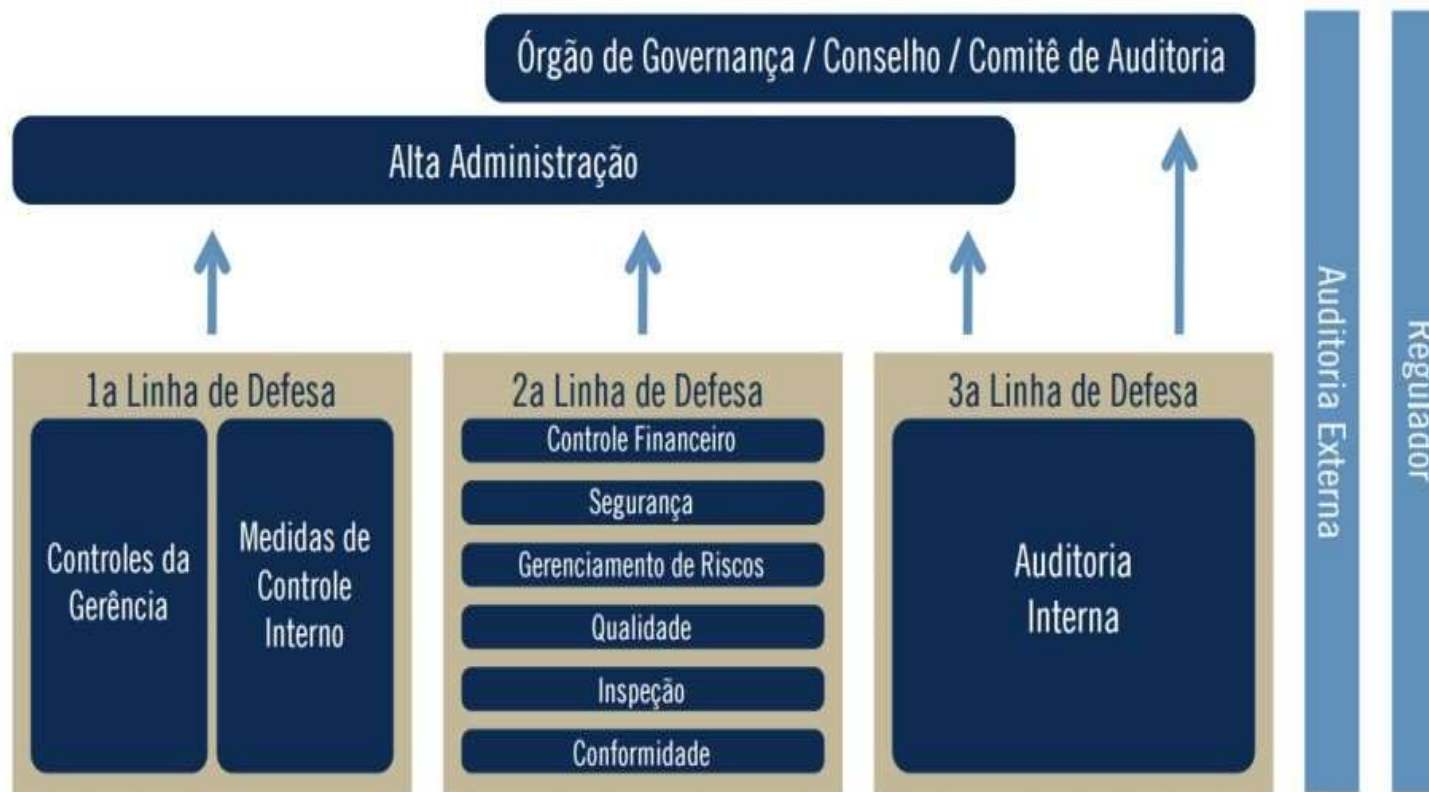 Órgão de Governança / Conselho / Comitê de Auditoria
Alta Administração
1a Linha de Defesa
Controles da
Gerência
Medidas de
Controle
Interno
2a Linha de Defesa
Controle Financeiro
Segurança
Gerenciamento de Riscos
Qualidade
Inspeção
Conformidade
3a Linha de Defesa
Auditoria
Interna
Auditoria Externa
Regulador